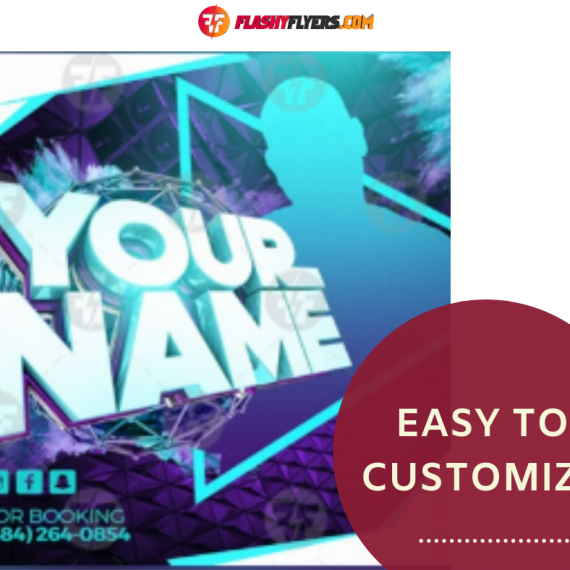 FLASHYFLYERS.COM
YOUR
NAME
OR BOOKING
84) 264-0854
EASY TO
CUSTOMIZ